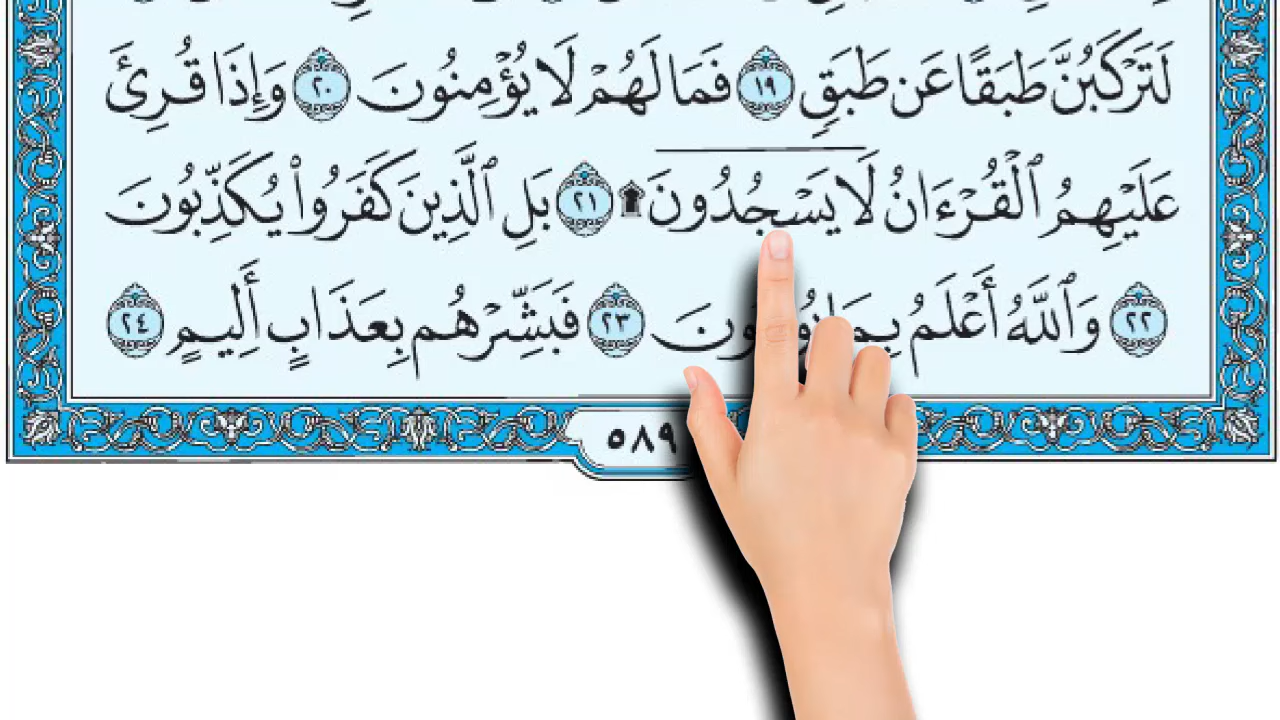 لَتَرْكَبُنَّ طَبَقًا عَن طَبَقٍ ١٩ فَمَا لَهُمْ لَا يُؤْمِنُونَ ٢٠ وَإِذَا قُرِئَ
عَلَيْهِمُ ٱلْقُرْءَانُ لَا يَسْجُدُونَ ۩ ٢١ بَلِ ٱلَّذِينَ كَفَرُوا۟ يُكَذِّبُونَ
٢٢ وَٱللَّهُ أَعْلَمُ بِمَا ٢٣ فَبَشِّرْهُم بِعَذَابٍ أَلِيمٍ ٢٤
٥٨٩